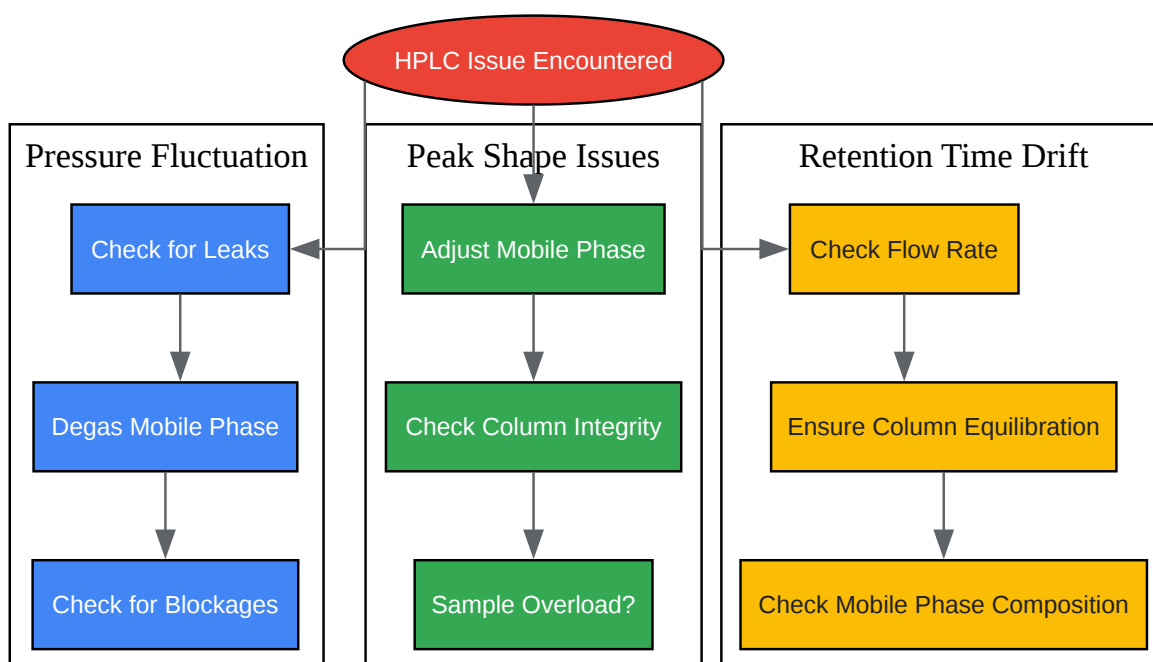 HPLC Issue Encountered
Pressure Fluctuation
Check for Leaks
Degas Mobile Phase
Check for Blockages
Peak Shape Issues
Adjust Mobile Phase
Check Column Integrity
Sample Overload?
Retention Time Drift
Check Flow Rate
Ensure Column Equilibration
Check Mobile Phase Composition